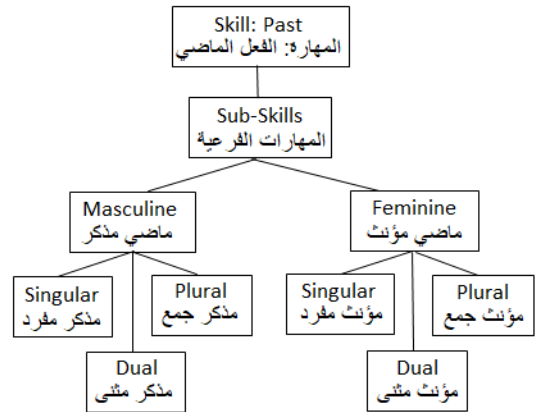 Skill: Past
المهارة: الفعل الماضي
Sub-Skills
المهارات الفرعية
Masculine
ماضي مذكر
Feminine
ماضي مؤنث
Singular
مذكر مفرد
Plural
مذكر جمع
Singular
مؤنث مفرد
Plural
مؤنث جمع
Dual
مذكر مثنى
Dual
مؤنث مثنى